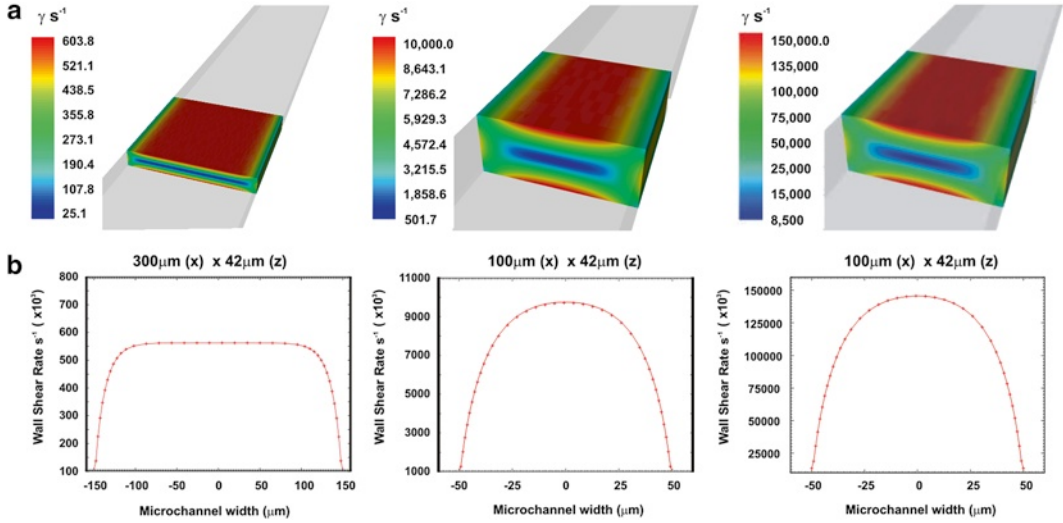 a
γ s⁻¹
603.8
521.1
438.5
355.8
273.1
190.4
107.8
25.1
γ s⁻¹
10,000.0
8,643.1
7,286.2
5,929.3
4,572.4
3,215.5
1,858.6
501.7
γ s⁻¹
150,000.0
135,000
100,000
75,000
50,000
25,000
15,000
8,500
b
300μm (x) x 42μm (z)
Wall Shear Rate s⁻¹ ( x10³)
800
700
600
500
400
300
200
100
-150 -100 -50 0 50 100 150
Microchannel width (μm)
100μm (x) x 42μm (z)
Wall Shear Rate s⁻¹ ( x10³)
11000
9000
7000
5000
3000
1000
-50 -25 0 25 50
Microchannel width (μm)
100μm (x) x 42μm (z)
Wall Shear Rate s⁻¹ ( x10³)
150000
125000
100000
75000
50000
25000
-50 -25 0 25 50
Microchannel width (μm)